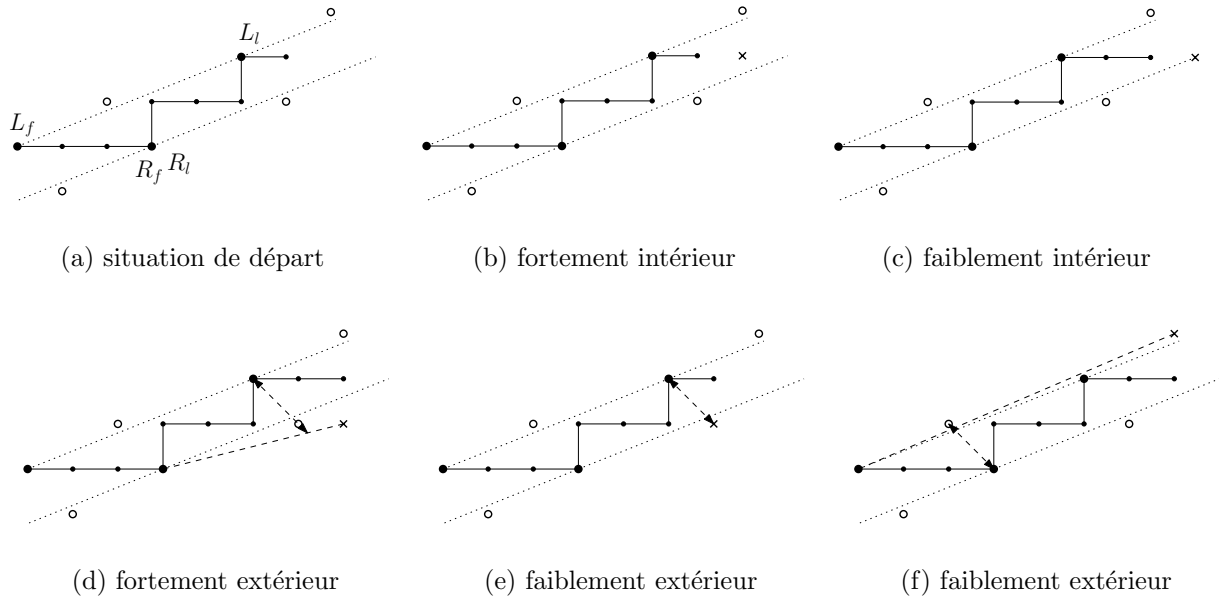 L_l
L_f
R_f R_l
(a) situation de départ
(b) fortement intérieur
(c) faiblement intérieur
(d) fortement extérieur
(e) faiblement extérieur
(f) faiblement extérieur